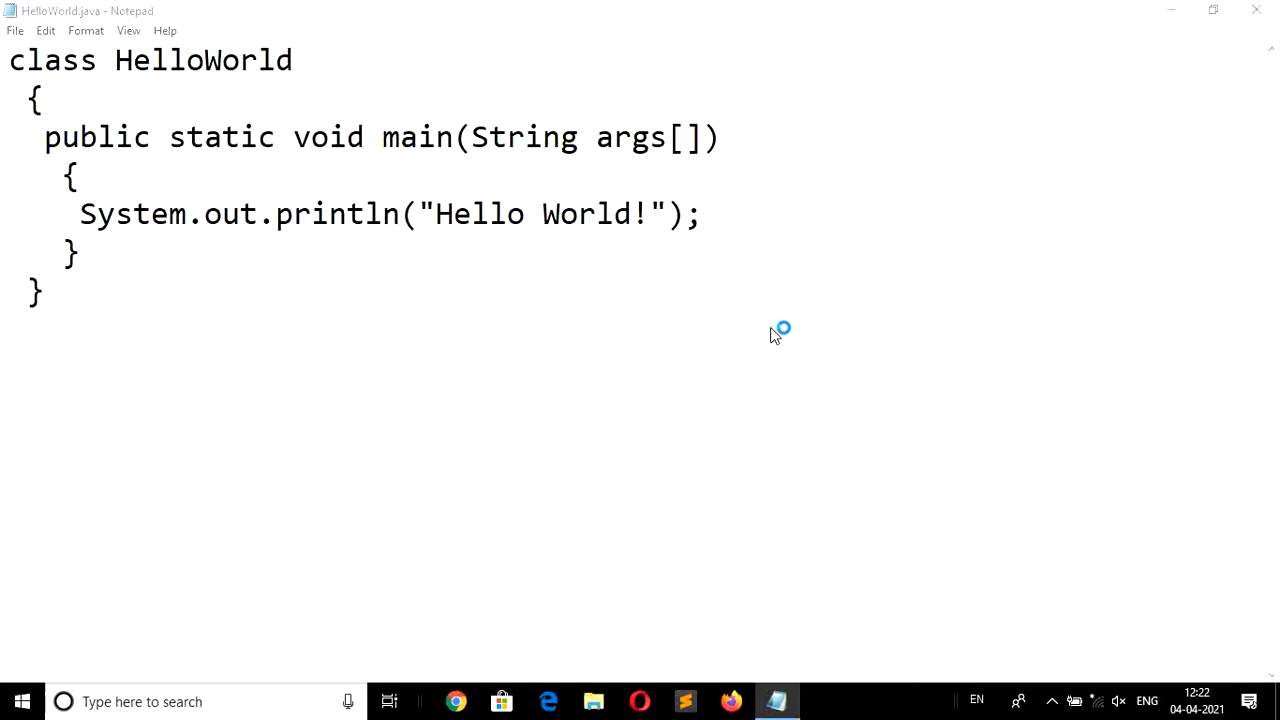 HelloWorld.java - Notepad
File Edit Format View Help
class HelloWorld
{
public static void main(String args[])
{
System.out.println("Hello World!");
}
}
Type here to search
EN
ENG
12:22
04-04-2021